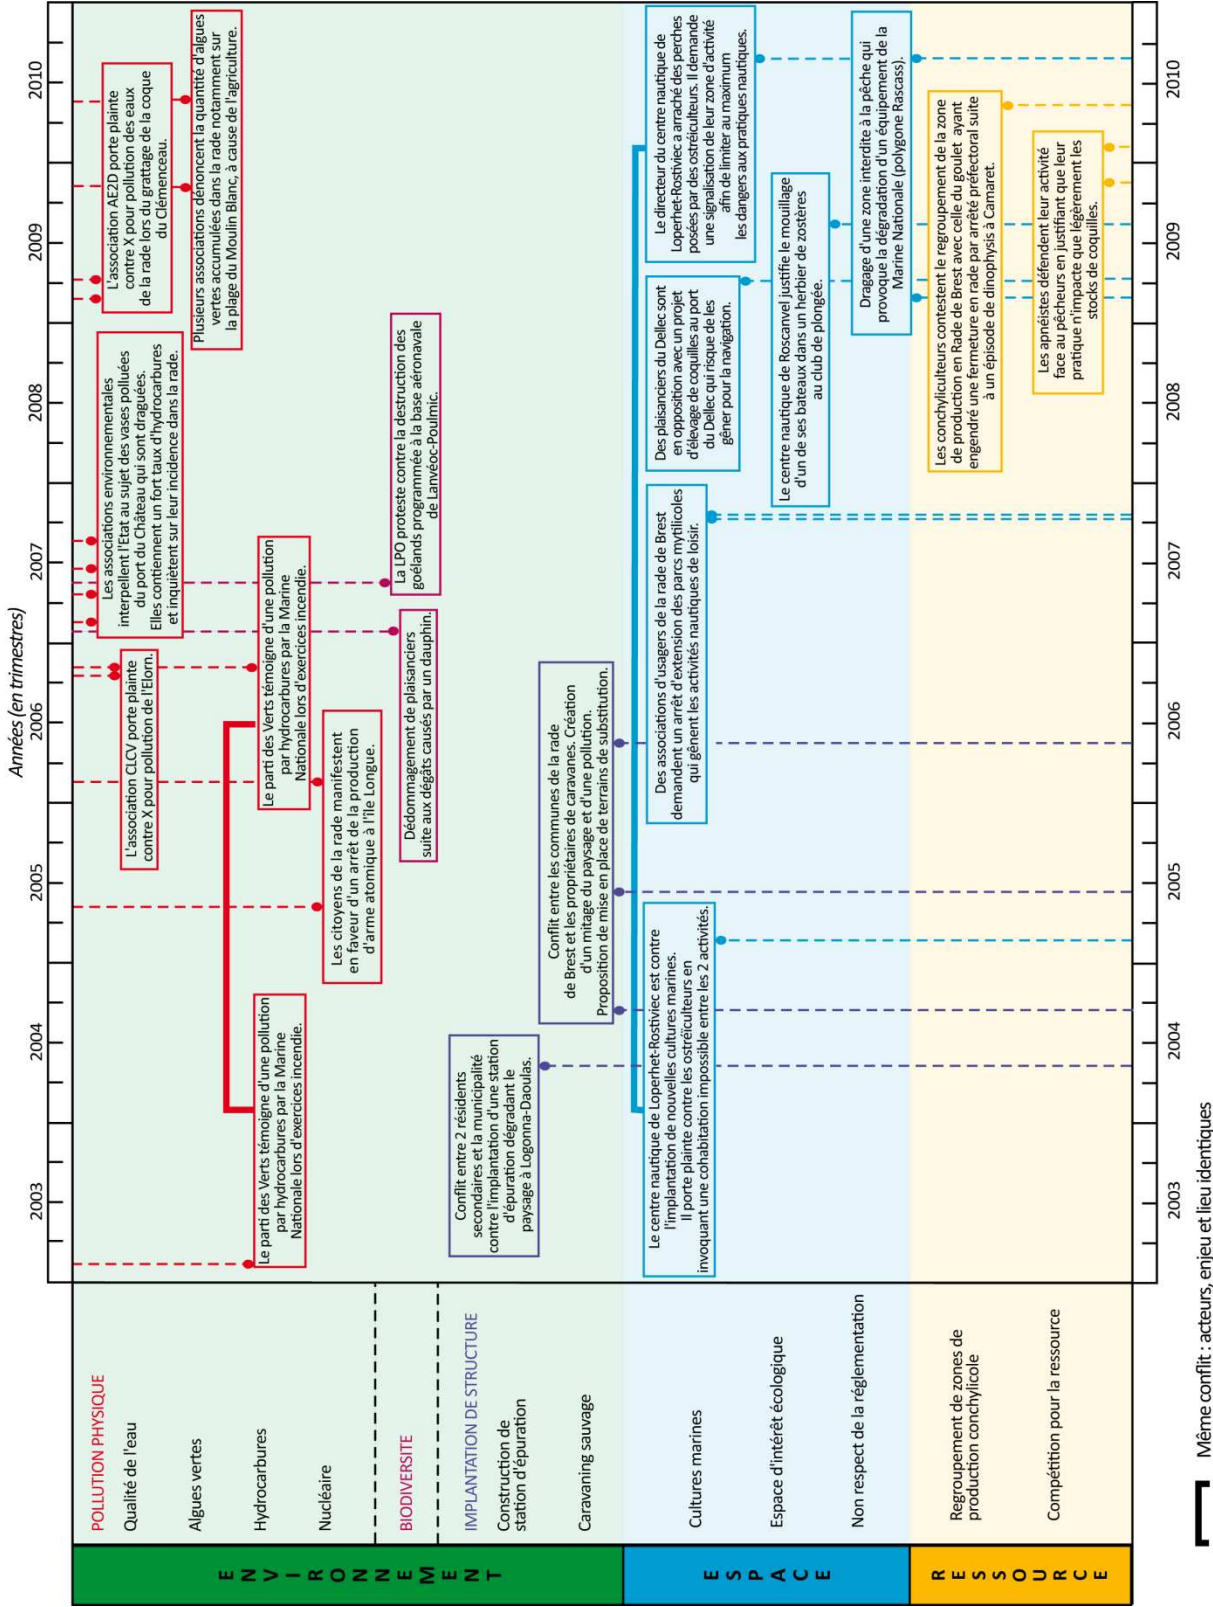 Années (en trimestres)
2003
2004
2005
2006
2007
2008
2009
2010
ENVIRONNEMENT
POLLUTION PHYSIQUE
Qualité de l'eau
L'association CLCV porte plainte
contre X pour pollution de l'Elorn.
Les associations environnementales
interpellent l'Etat au sujet des vases polluées
du port du Château qui sont draguées.
Elles contiennent un fort taux d'hydrocarbures
et inquiètent sur leur incidence dans la rade.
L'association AE2D porte plainte
contre X pour pollution des eaux
de la rade lors du grattage de la coque
du Clémenceau.
Algues vertes
Plusieurs associations dénoncent la quantité d'algues
vertes accumulées dans la rade notamment sur
la plage du Moulin Blanc, à cause de l'agriculture.
Hydrocarbures
Le parti des Verts témoigne d'une pollution
par hydrocarbures par la Marine
Nationale lors d'exercices incendie.
Le parti des Verts témoigne d'une pollution
par hydrocarbures par la Marine
Nationale lors d'exercices incendie.
Nucléaire
Les citoyens de la rade manifestent
en faveur d'un arrêt de la production
d'arme atomique à l'île Longue.
BIODIVERSITE
Dédommagement de plaisanciers
suite aux dégâts causés par un dauphin.
La LPO proteste contre la destruction des
goélands programmée à la base aéronavale
de Lanvéoc-Poulmic.
IMPLANTATION DE STRUCTURE
Construction de
station d'épuration
Conflit entre 2 résidents
secondaires et la municipalité
contre l'implantation d'une station
d'épuration dégradant le
paysage à Logonna-Daoulas.
Caravaning sauvage
Conflit entre les communes de la rade
de Brest et les propriétaires de caravanes. Création
d'un mitage du paysage et d'une pollution.
Proposition de mise en place de terrains de substitution.
ESPACE
Cultures marines
Le centre nautique de Loperhet-Rostiviec est contre
l'implantation de nouvelles cultures marines.
Il porte plainte contre les ostréiculteurs en
invoquant une cohabitation impossible entre les 2 activités.
Des associations d'usagers de la rade de Brest
demandent un arrêt d'extension des parcs mytilicoles
qui gênent les activités nautiques de loisir.
Des plaisanciers du Dellec sont
en opposition avec un projet
d'élevage de coquilles au port
du Dellec qui risque de les
gêner pour la navigation.
Le directeur du centre nautique de
Loperhet-Rostiviec a arraché des perches
posées par des ostréiculteurs. Il demande
une signalisation de leur zone d'activité
afin de limiter au maximum
les dangers aux pratiques nautiques.
Espace d'intérêt écologique
Le centre nautique de Roscanvel justifie le mouillage
d'un de ses bateaux dans un herbier de zostères
au club de plongée.
Non respect de la réglementation
Dragage d'une zone interdite à la pêche qui
provoque la dégradation d'un équipement de la
Marine Nationale (polygone Rascass).
RESSOURCE
Regroupement de zones de
production conchylicole
Les conchyliculteurs contestent le regroupement de la zone
de production en Rade de Brest avec celle du goulet ayant
engendré une fermeture en rade par arrêté préfectoral suite
à un épisode de dinophysis à Camaret.
Compétition pour la ressource
Les apnéistes défendent leur activité
face au pêcheurs en justifiant que leur
pratique n'impacte que légèrement les
stocks de coquilles.
2003
2004
2005
2006
2007
2008
2009
2010
Même conflit : acteurs, enjeu et lieu identiques